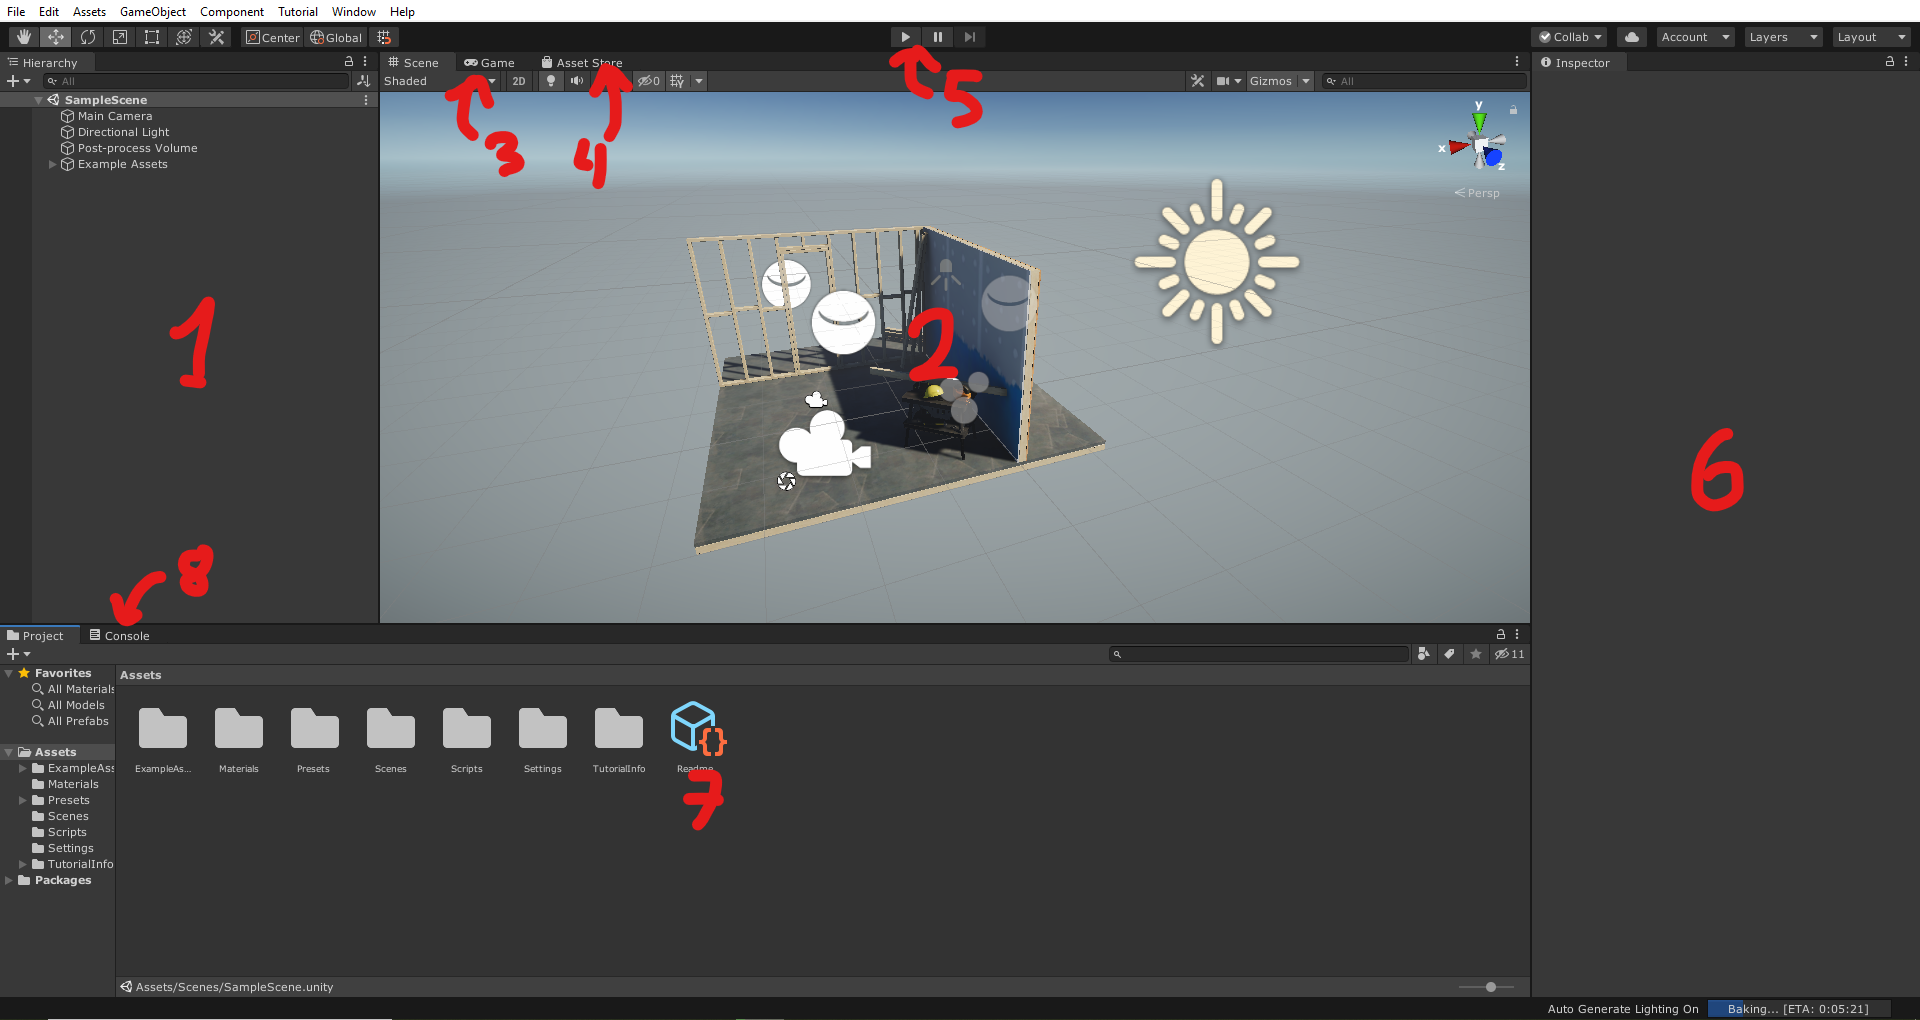 File Edit Assets GameObject Component Tutorial Window Help
Center Global Collab Account Layers Layout
Hierarchy Scene Game Asset Store Inspector
All Shaded 2D 0 Gizmos All
5
SampleScene
Main Camera
Directional Light
Post-process Volume
Example Assets
3 4
y
x
z
Persp
1
2
6
8
Project Console
11
Favorites
All Materials
All Models
All Prefabs
Assets
ExampleAss
Materials
Presets
Scenes
Scripts
Settings
TutorialInfo
Packages
Assets
ExampleAs... Materials Presets Scenes Scripts Settings TutorialInfo Readme
7
Assets/Scenes/SampleScene.unity
Auto Generate Lighting On Baking... [ETA: 0:05:21]